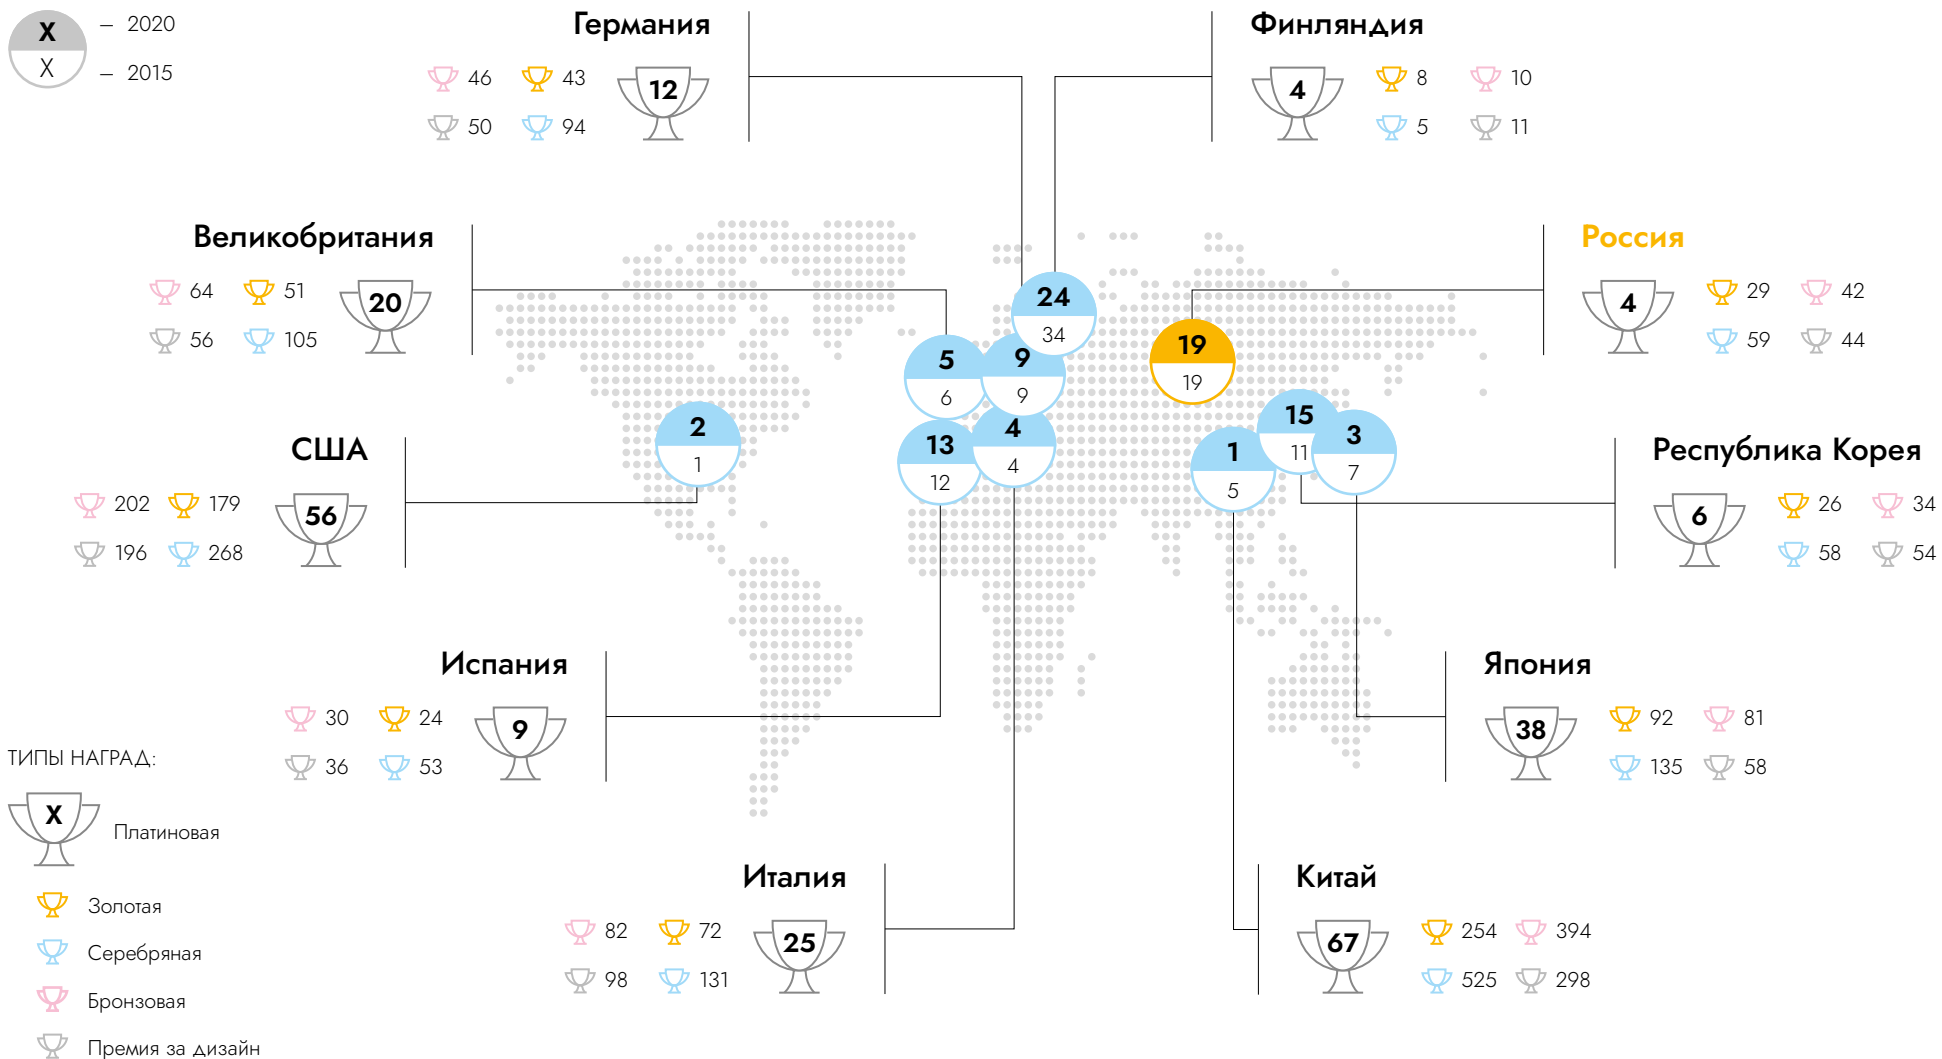 X – 2020
X – 2015
Германия
46 43 12
50 94
Финляндия
4 8 10
5 11
Великобритания
64 51 20
56 105
Россия
4 29 42
59 44
24
34
19
19
5
6
9
9
2
1
13
12
4
4
1
5
15
11
3
7
США
202 179 56
196 268
Республика Корея
6 26 34
58 54
Испания
30 24 9
36 53
Япония
38 92 81
135 58
ТИПЫ НАГРАД:
X Платиновая
Золотая
Серебряная
Бронзовая
Премия за дизайн
Италия
82 72 25
98 131
Китай
67 254 394
525 298